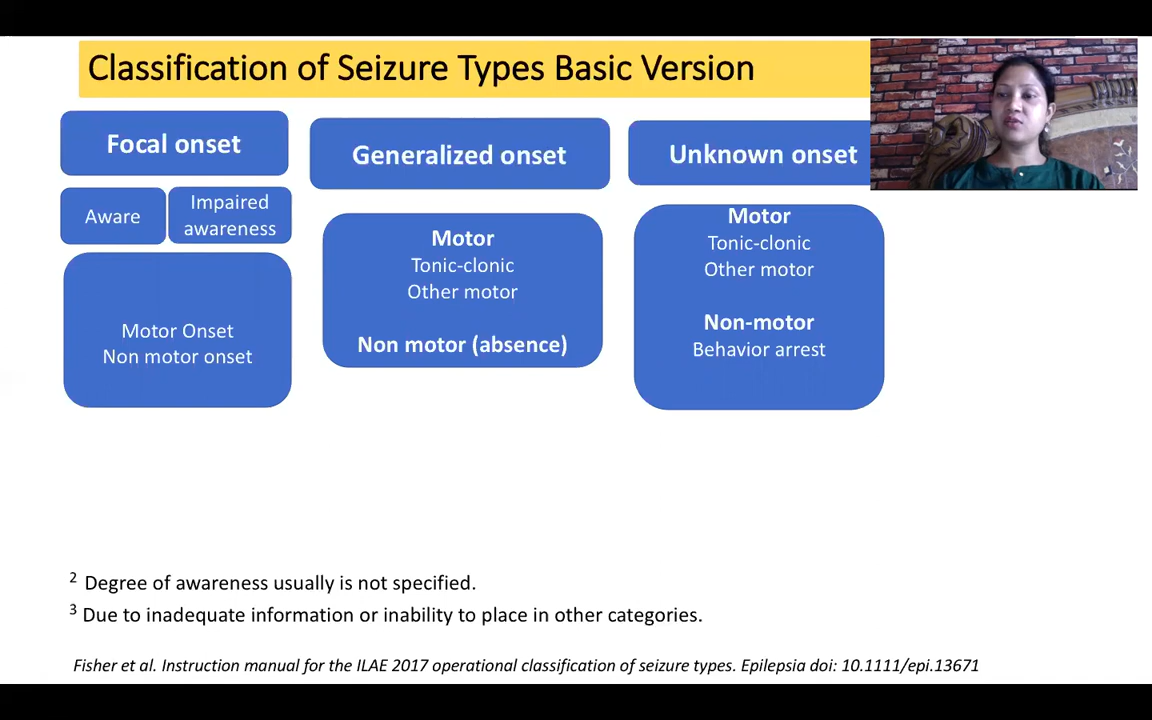 Classification of Seizure Types Basic Version
Focal onset
Aware
Impaired
awareness
Motor Onset
Non motor onset
Generalized onset
Motor
Tonic-clonic
Other motor
Non motor (absence)
Unknown onset
Motor
Tonic-clonic
Other motor
Non-motor
Behavior arrest
2 Degree of awareness usually is not specified.
3 Due to inadequate information or inability to place in other categories.
Fisher et al. Instruction manual for the ILAE 2017 operational classification of seizure types. Epilepsia doi: 10.1111/epi.13671